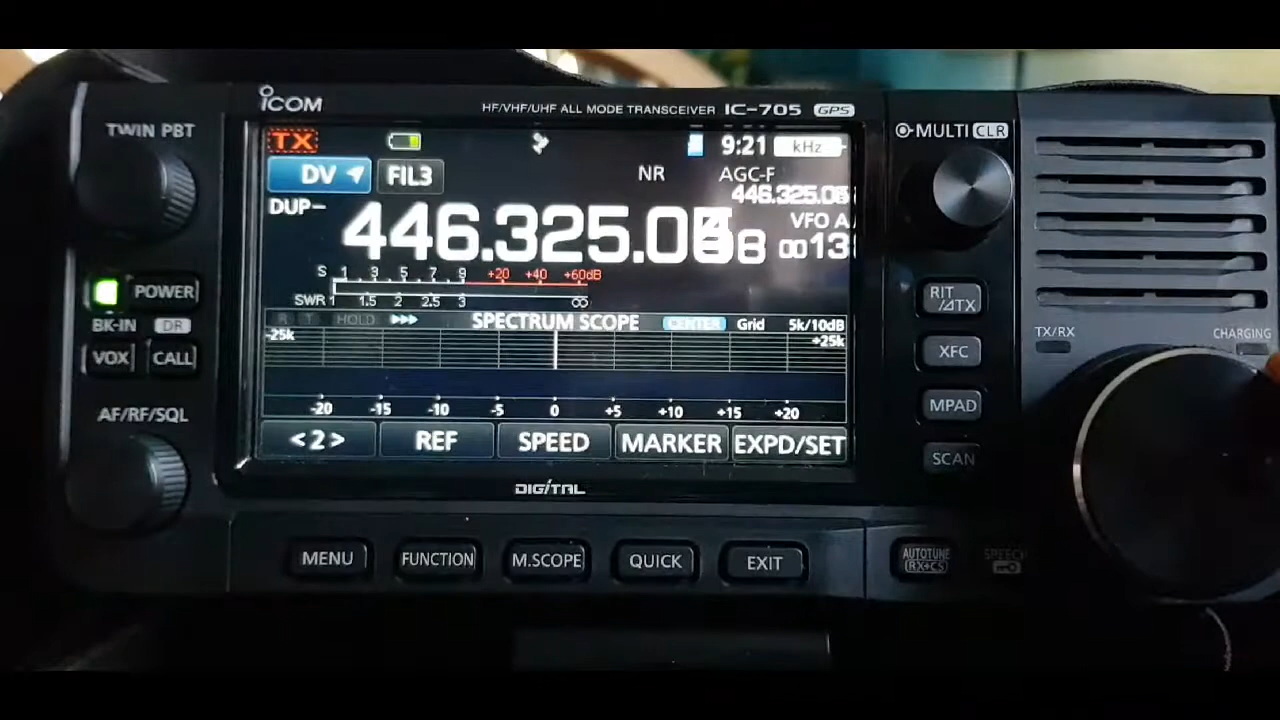 ICOM
HF/VHF/UHF ALL MODE TRANSCEIVER IC-705 GPS
TWIN PBT
MULTI CLR
TX 9:21 kHz
DV FIL3 NR AGC-F
DUP-
VFO A
446.325.0
S 1 3 5 7 9 +20 +40 +60dB
SWR 1 1.5 2 2.5 3 ∞
R T HOLD SPECTRUM SCOPE CENTER Grid 5k/10dB
-25k +25k
-20 -15 -10 -5 0 +5 +10 +15 +20
<2> REF SPEED MARKER EXPD/SET
DIGITAL
POWER
BK-IN DR
VOX CALL
AF/RF/SQL
RIT/⊿TX
XFC
MPAD
SCAN
TX/RX CHARGING
MENU FUNCTION M.SCOPE QUICK EXIT
AUTOTUNE
RX→CS
SPEECH